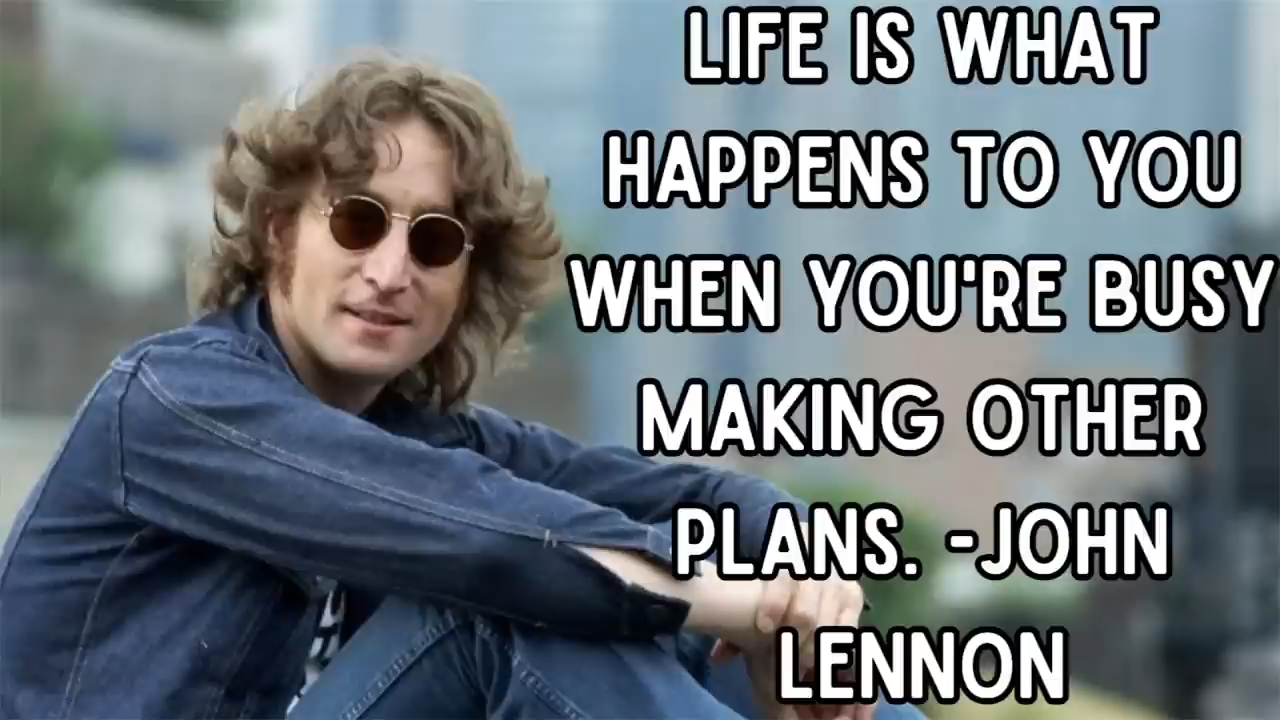 LIFE IS WHAT
HAPPENS TO YOU
WHEN YOU'RE BUSY
MAKING OTHER
PLANS. -JOHN
LENNON